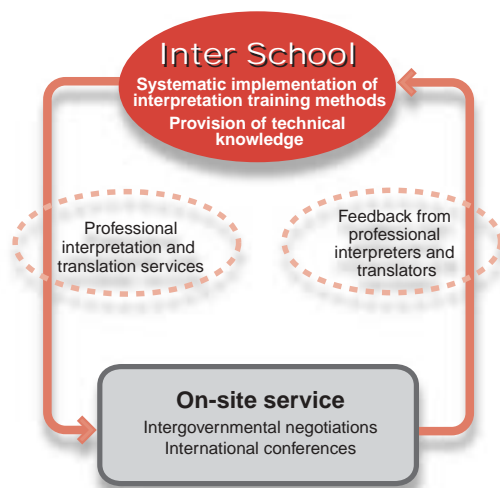 Inter School
Systematic implementation of
interpretation training methods
Provision of technical
knowledge
Professional
interpretation and
translation services
Feedback from
professional
interpreters and
translators
On-site service
Intergovernmental negotiations
International conferences